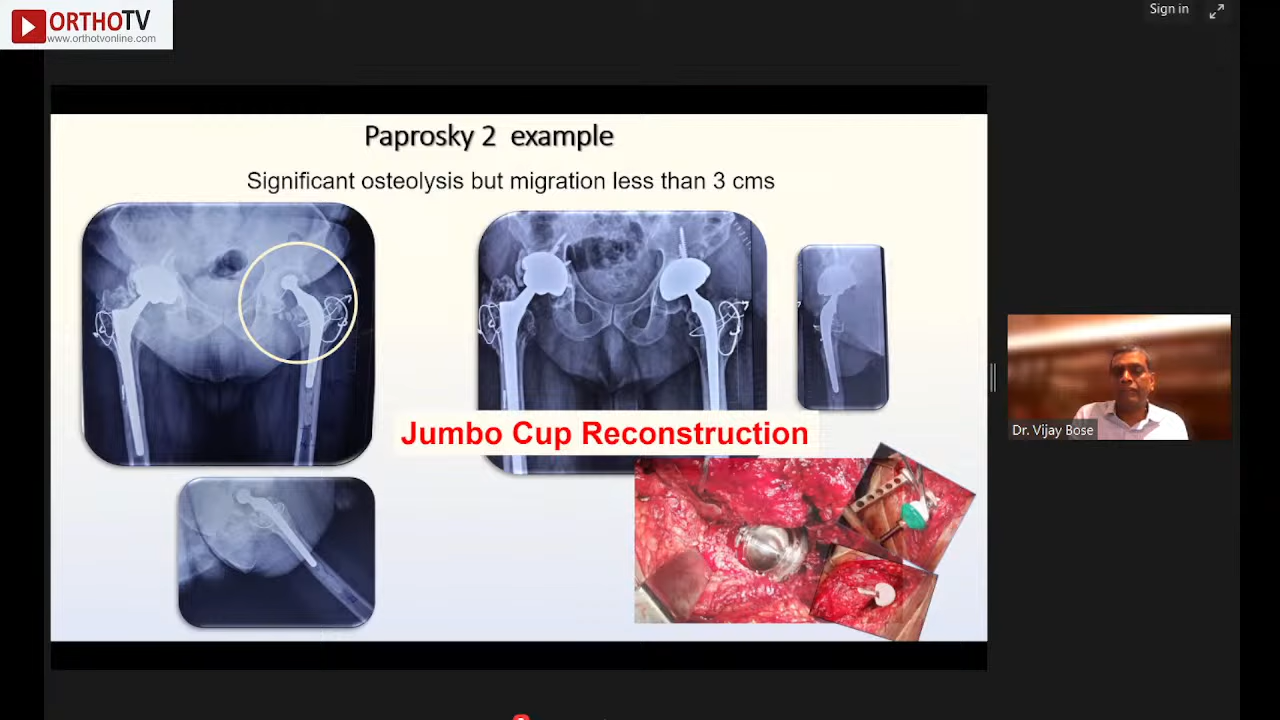 ORTHOTV
www.orthotvonline.com
Sign in
Paprosky 2 example
Significant osteolysis but migration less than 3 cms
Jumbo Cup Reconstruction
Dr. Vijay Bose